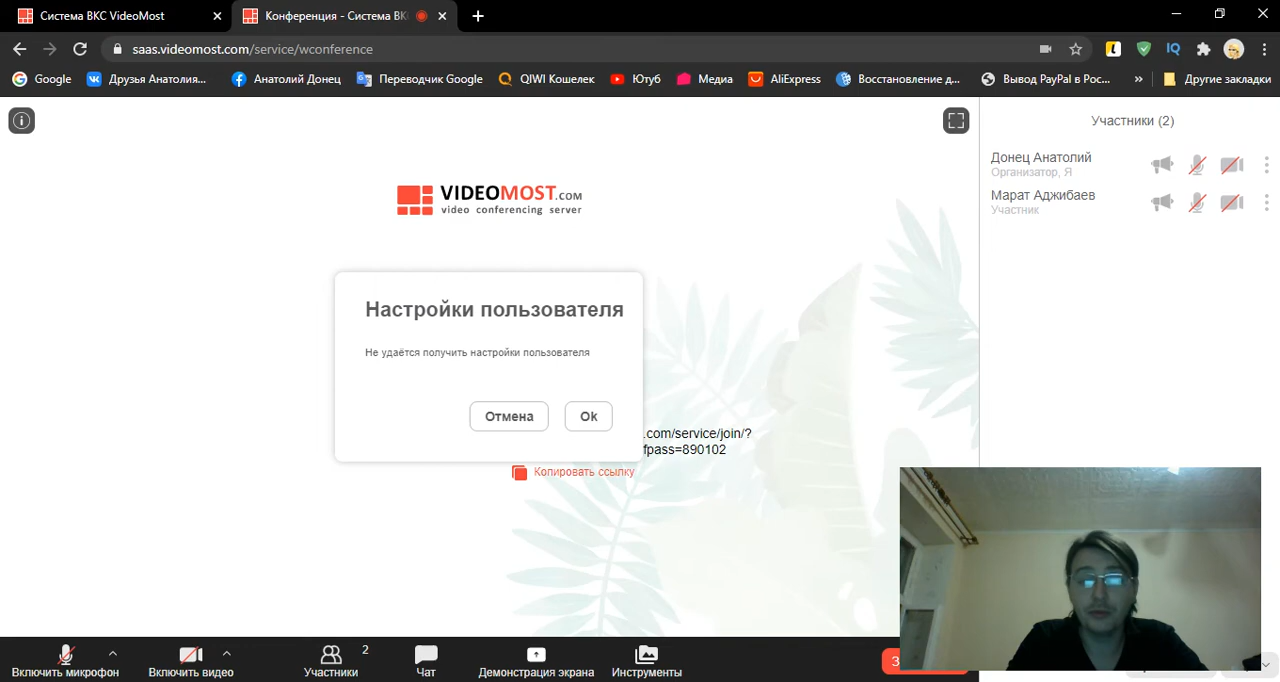 Система ВКС VideoMost
Конференция - Система ВК
saas.videomost.com/service/wconference
IQ
Google
Друзья Анатолия...
Анатолий Донец
Переводчик Google
QIWI Кошелек
Ютуб
Медиа
AliExpress
Восстановление д...
Вывод PayPal в Рос...
»
Другие закладки
Участники (2)
Донец Анатолий
Организатор, Я
Марат Аджибаев
Участник
VIDEOMOST.COM
video conferencing server
Настройки пользователя
Не удаётся получить настройки пользователя
Отмена
Ok
.com/service/join/?
fpass=890102
Копировать ссылку
Включить микрофон
Включить видео
2
Участники
Чат
Демонстрация экрана
Инструменты